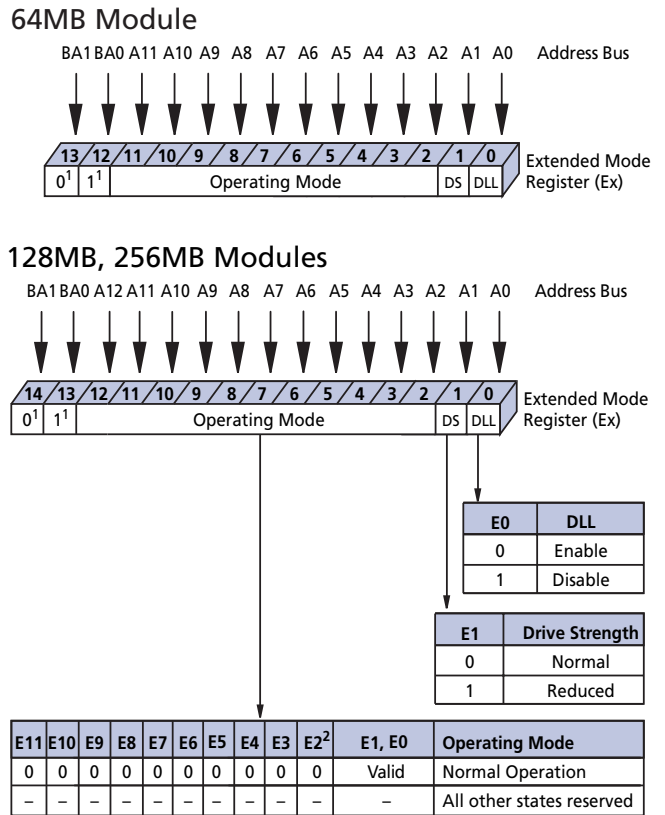 64MB Module
BA1 BA0 A11 A10 A9 A8 A7 A6 A5 A4 A3 A2 A1 A0 Address Bus
13 12 11 10 9 8 7 6 5 4 3 2 1 0
Extended Mode
Register (Ex)
0¹ 1¹ Operating Mode DS DLL
128MB, 256MB Modules
BA1 BA0 A12 A11 A10 A9 A8 A7 A6 A5 A4 A3 A2 A1 A0 Address Bus
14 13 12 11 10 9 8 7 6 5 4 3 2 1 0
Extended Mode
Register (Ex)
0¹ 1¹ Operating Mode DS DLL
E0 DLL
0 Enable
1 Disable
E1 Drive Strength
0 Normal
1 Reduced
E11 E10 E9 E8 E7 E6 E5 E4 E3 E2² E1, E0 Operating Mode
0 0 0 0 0 0 0 0 0 0 Valid Normal Operation
– – – – – – – – – – – All other states reserved